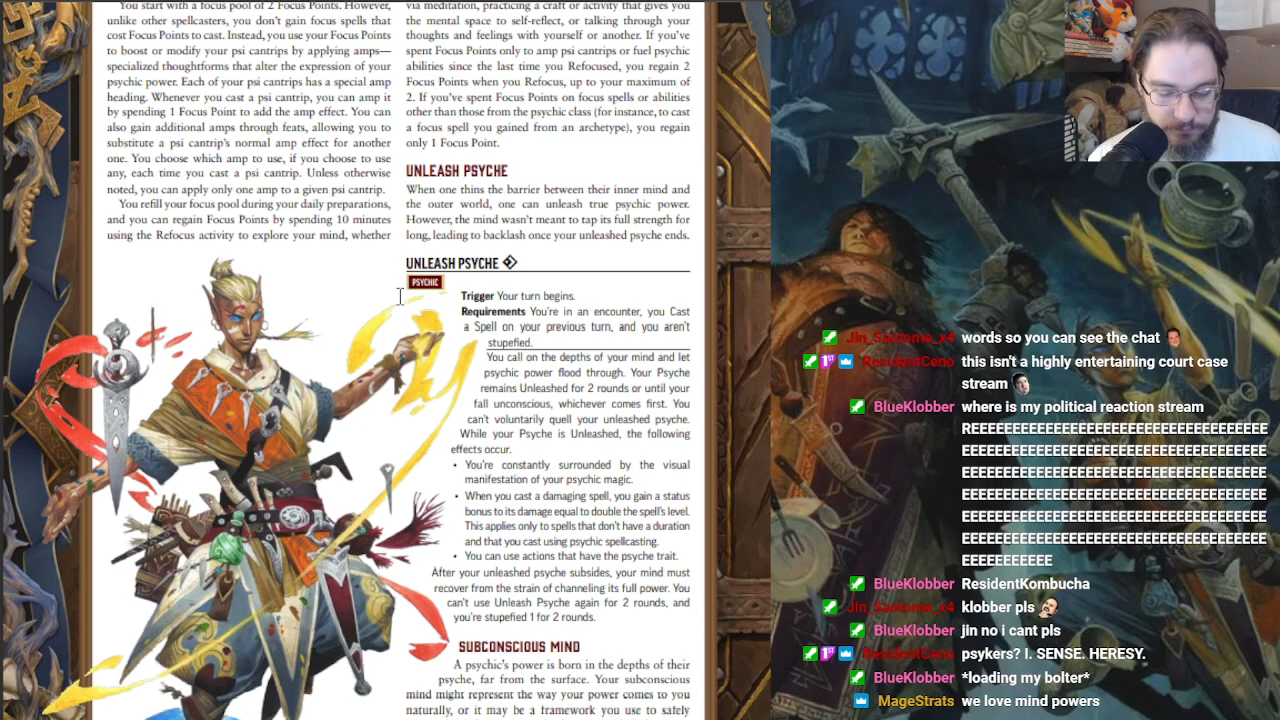 You start with a focus pool of 2 Focus Points. However,
unlike other spellcasters, you don't gain focus spells that
cost Focus Points to cast. Instead, you use your Focus Points
to boost or modify your psi cantrips by applying amps—
specialized thoughtforms that alter the expression of your
psychic power. Each of your psi cantrips has a special amp
heading. Whenever you cast a psi cantrip, you can amp it
by spending 1 Focus Point to add the amp effect. You can
also gain additional amps through feats, allowing you to
substitute a psi cantrip's normal amp effect for another
one. You choose which amp to use, if you choose to use
any, each time you cast a psi cantrip. Unless otherwise
noted, you can apply only one amp to a given psi cantrip.
You refill your focus pool during your daily preparations,
and you can regain Focus Points by spending 10 minutes
using the Refocus activity to explore your mind, whether
via meditation, practicing a craft or activity that gives you
the mental space to self-reflect, or talking through your
thoughts and feelings with yourself or another. If you've
spent Focus Points only to amp psi cantrips or fuel psychic
abilities since the last time you Refocused, you regain 2
Focus Points when you Refocus, up to your maximum of
2. If you've spent Focus Points on focus spells or abilities
other than those from the psychic class (for instance, to cast
a focus spell you gained from an archetype), you regain
only 1 Focus Point.
UNLEASH PSYCHE
When one thins the barrier between their inner mind and
the outer world, one can unleash true psychic power.
However, the mind wasn't meant to tap its full strength for
long, leading to backlash once your unleashed psyche ends.
UNLEASH PSYCHE
PSYCHIC
Trigger Your turn begins.
Requirements You're in an encounter, you Cast
a Spell on your previous turn, and you aren't
stupefied.
You call on the depths of your mind and let
psychic power flood through. Your Psyche
remains Unleashed for 2 rounds or until your
fall unconscious, whichever comes first. You
can't voluntarily quell your unleashed psyche.
While your Psyche is Unleashed, the following
effects occur.
• You're constantly surrounded by the visual
manifestation of your psychic magic.
• When you cast a damaging spell, you gain a status
bonus to its damage equal to double the spell's level.
This applies only to spells that don't have a duration
and that you cast using psychic spellcasting.
• You can use actions that have the psyche trait.
After your unleashed psyche subsides, your mind must
recover from the strain of channeling its full power. You
can't use Unleash Psyche again for 2 rounds, and
you're stupefied 1 for 2 rounds.
SUBCONSCIOUS MIND
A psychic's power is born in the depths of their
psyche, far from the surface. Your subconscious
mind might represent the way your power comes to you
naturally, or it may be a framework you use to safely
Jin_Saotome_x4 words so you can see the chat
ResidentCeno this isn't a highly entertaining court case
stream
BlueKlobber where is my political reaction stream
REEEEEEEEEEEEEEEEEEEEEEEEEEEEEEEEEE
EEEEEEEEEEEEEEEEEEEEEEEEEEEEEEEEEEE
EEEEEEEEEEEEEEEEEEEEEEEEEEEEEEEEEEE
EEEEEEEEEEEEEEEEEEEEEEEEEEEEEEEEEEE
EEEEEEEEEEEEEEEEEEEEEEEEEEEEEEEEEEE
EEEEEEEEEEEEEEEEEEEEEEEEEEEEEEEEEEE
EEEEEEEEEEE
BlueKlobber ResidentKombucha
Jin_Saotome_x4 klobber pls
BlueKlobber jin no i cant pls
ResidentCeno psykers? I. SENSE. HERESY.
BlueKlobber *loading my bolter*
MageStrats we love mind powers